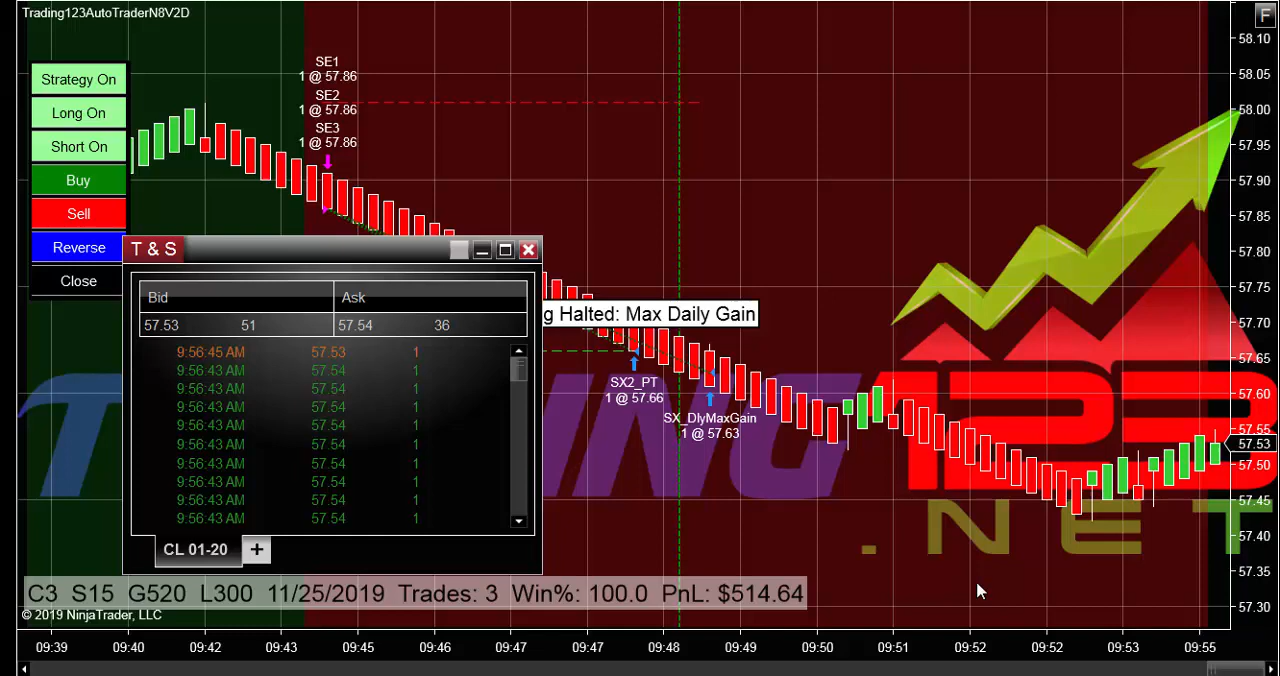 Trading123AutoTraderN8V2D
F
Strategy On
Long On
Short On
Buy
Sell
Reverse
Close
SE1
1 @ 57.86
SE2
1 @ 57.86
SE3
1 @ 57.86
T & S
Bid Ask
57.53 51 57.54 36
9:56:45 AM 57.53 1
9:56:43 AM 57.54 1
9:56:43 AM 57.54 1
9:56:43 AM 57.54 1
9:56:43 AM 57.54 1
9:56:43 AM 57.54 1
9:56:43 AM 57.54 1
9:56:43 AM 57.54 1
9:56:43 AM 57.54 1
9:56:43 AM 57.54 1
CL 01-20 +
g Halted: Max Daily Gain
SX2_PT
1 @ 57.66
SX_DlyMaxGain
1 @ 57.63
123
.NET
58.10
58.05
58.00
57.95
57.90
57.85
57.80
57.75
57.70
57.65
57.60
57.55
57.53
57.50
57.45
57.40
57.35
57.30
C3 S15 G520 L300 11/25/2019 Trades: 3 Win%: 100.0 PnL: $514.64
© 2019 NinjaTrader, LLC
09:39 09:40 09:42 09:43 09:45 09:46 09:47 09:47 09:48 09:49 09:50 09:51 09:52 09:52 09:53 09:55